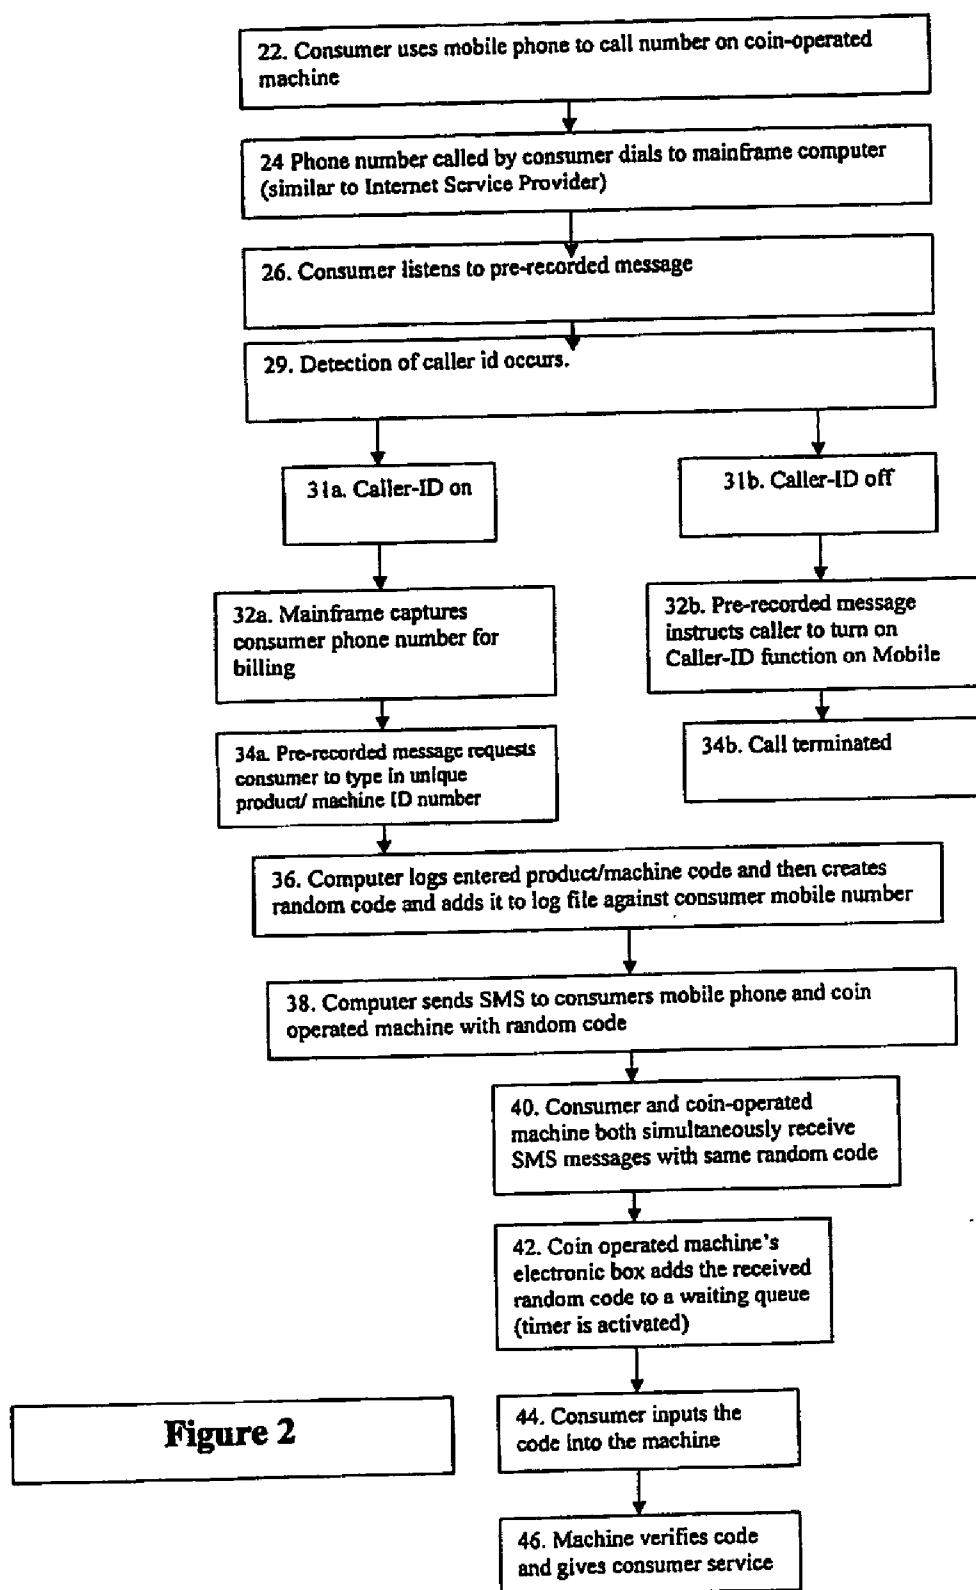 22. Consumer uses mobile phone to call number on coin-operated
machine
24 Phone number called by consumer dials to mainframe computer
(similar to Internet Service Provider)
26. Consumer listens to pre-recorded message
29. Detection of caller id occurs.
31a. Caller-ID on
31b. Caller-ID off
32a. Mainframe captures
consumer phone number for
billing
32b. Pre-recorded message
instructs caller to turn on
Caller-ID function on Mobile
34a. Pre-recorded message requests
consumer to type in unique
product/ machine ID number
34b. Call terminated
36. Computer logs entered product/machine code and then creates
random code and adds it to log file against consumer mobile number
38. Computer sends SMS to consumers mobile phone and coin
operated machine with random code
40. Consumer and coin-operated
machine both simultaneously receive
SMS messages with same random code
42. Coin operated machine's
electronic box adds the received
random code to a waiting queue
(timer is activated)
44. Consumer inputs the
code into the machine
Figure 2
46. Machine verifies code
and gives consumer service